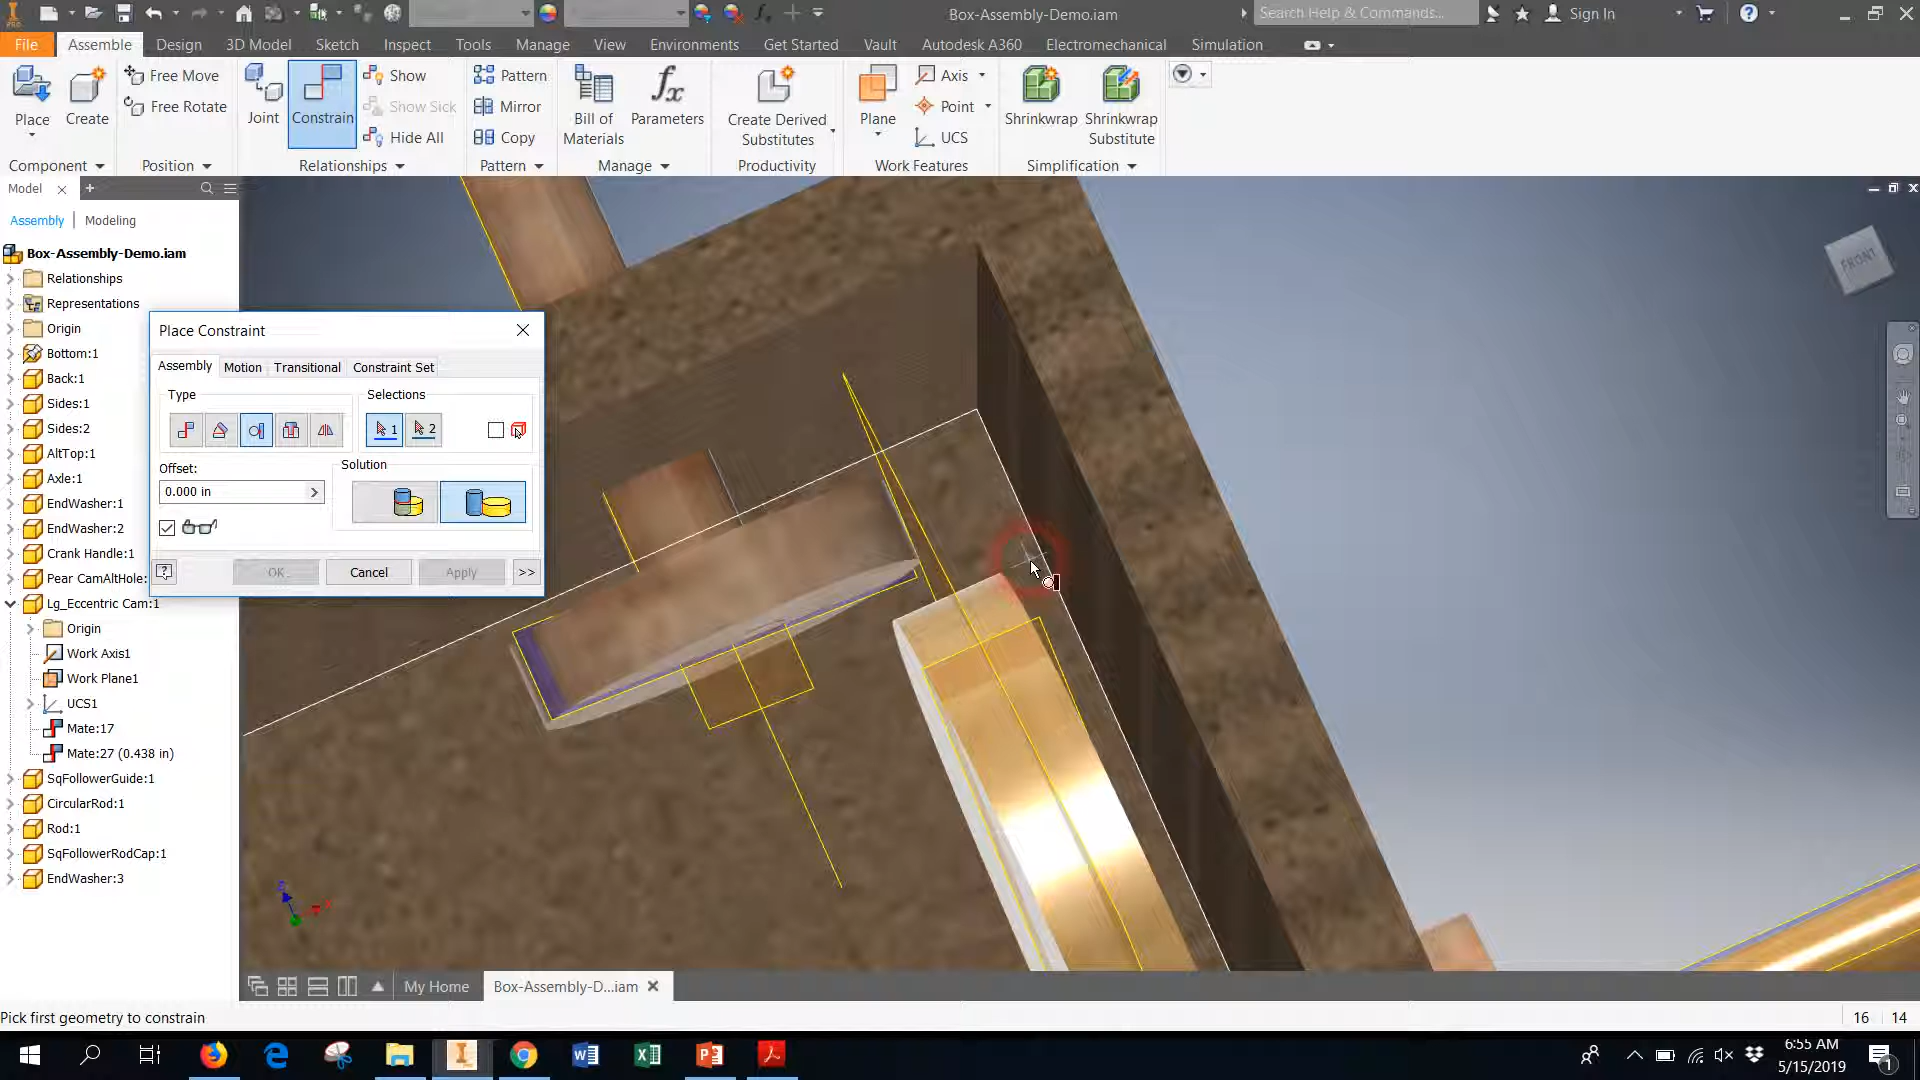 Box-Assembly-Demo.iam
Search Help & Commands...
Sign In
File
Assemble
Design
3D Model
Sketch
Inspect
Tools
Manage
View
Environments
Get Started
Vault
Autodesk A360
Electromechanical
Simulation
Place
Create
Free Move
Free Rotate
Joint
Constrain
Show
Show Sick
Hide All
Pattern
Mirror
Copy
Bill of
Materials
fx
Parameters
Create Derived
Substitutes
Plane
Axis
Point
UCS
Shrinkwrap
Shrinkwrap
Substitute
Component
Position
Relationships
Pattern
Manage
Productivity
Work Features
Simplification
Model
Assembly
Modeling
Box-Assembly-Demo.iam
Relationships
Representations
Origin
Bottom:1
Back:1
Sides:1
Sides:2
AltTop:1
Axle:1
EndWasher:1
EndWasher:2
Crank Handle:1
Pear CamAltHole:
Lg_Eccentric Cam:1
Origin
Work Axis1
Work Plane1
UCS1
Mate:17
Mate:27 (0.438 in)
SqFollowerGuide:1
CircularRod:1
Rod:1
SqFollowerRodCap:1
EndWasher:3
Place Constraint
Assembly
Motion
Transitional
Constraint Set
Type
Selections
1
2
Offset:
0.000 in
Solution
OK
Cancel
Apply
>>
FRONT
My Home
Box-Assembly-D...iam
Pick first geometry to constrain
16
14
6:55 AM
5/15/2019
1